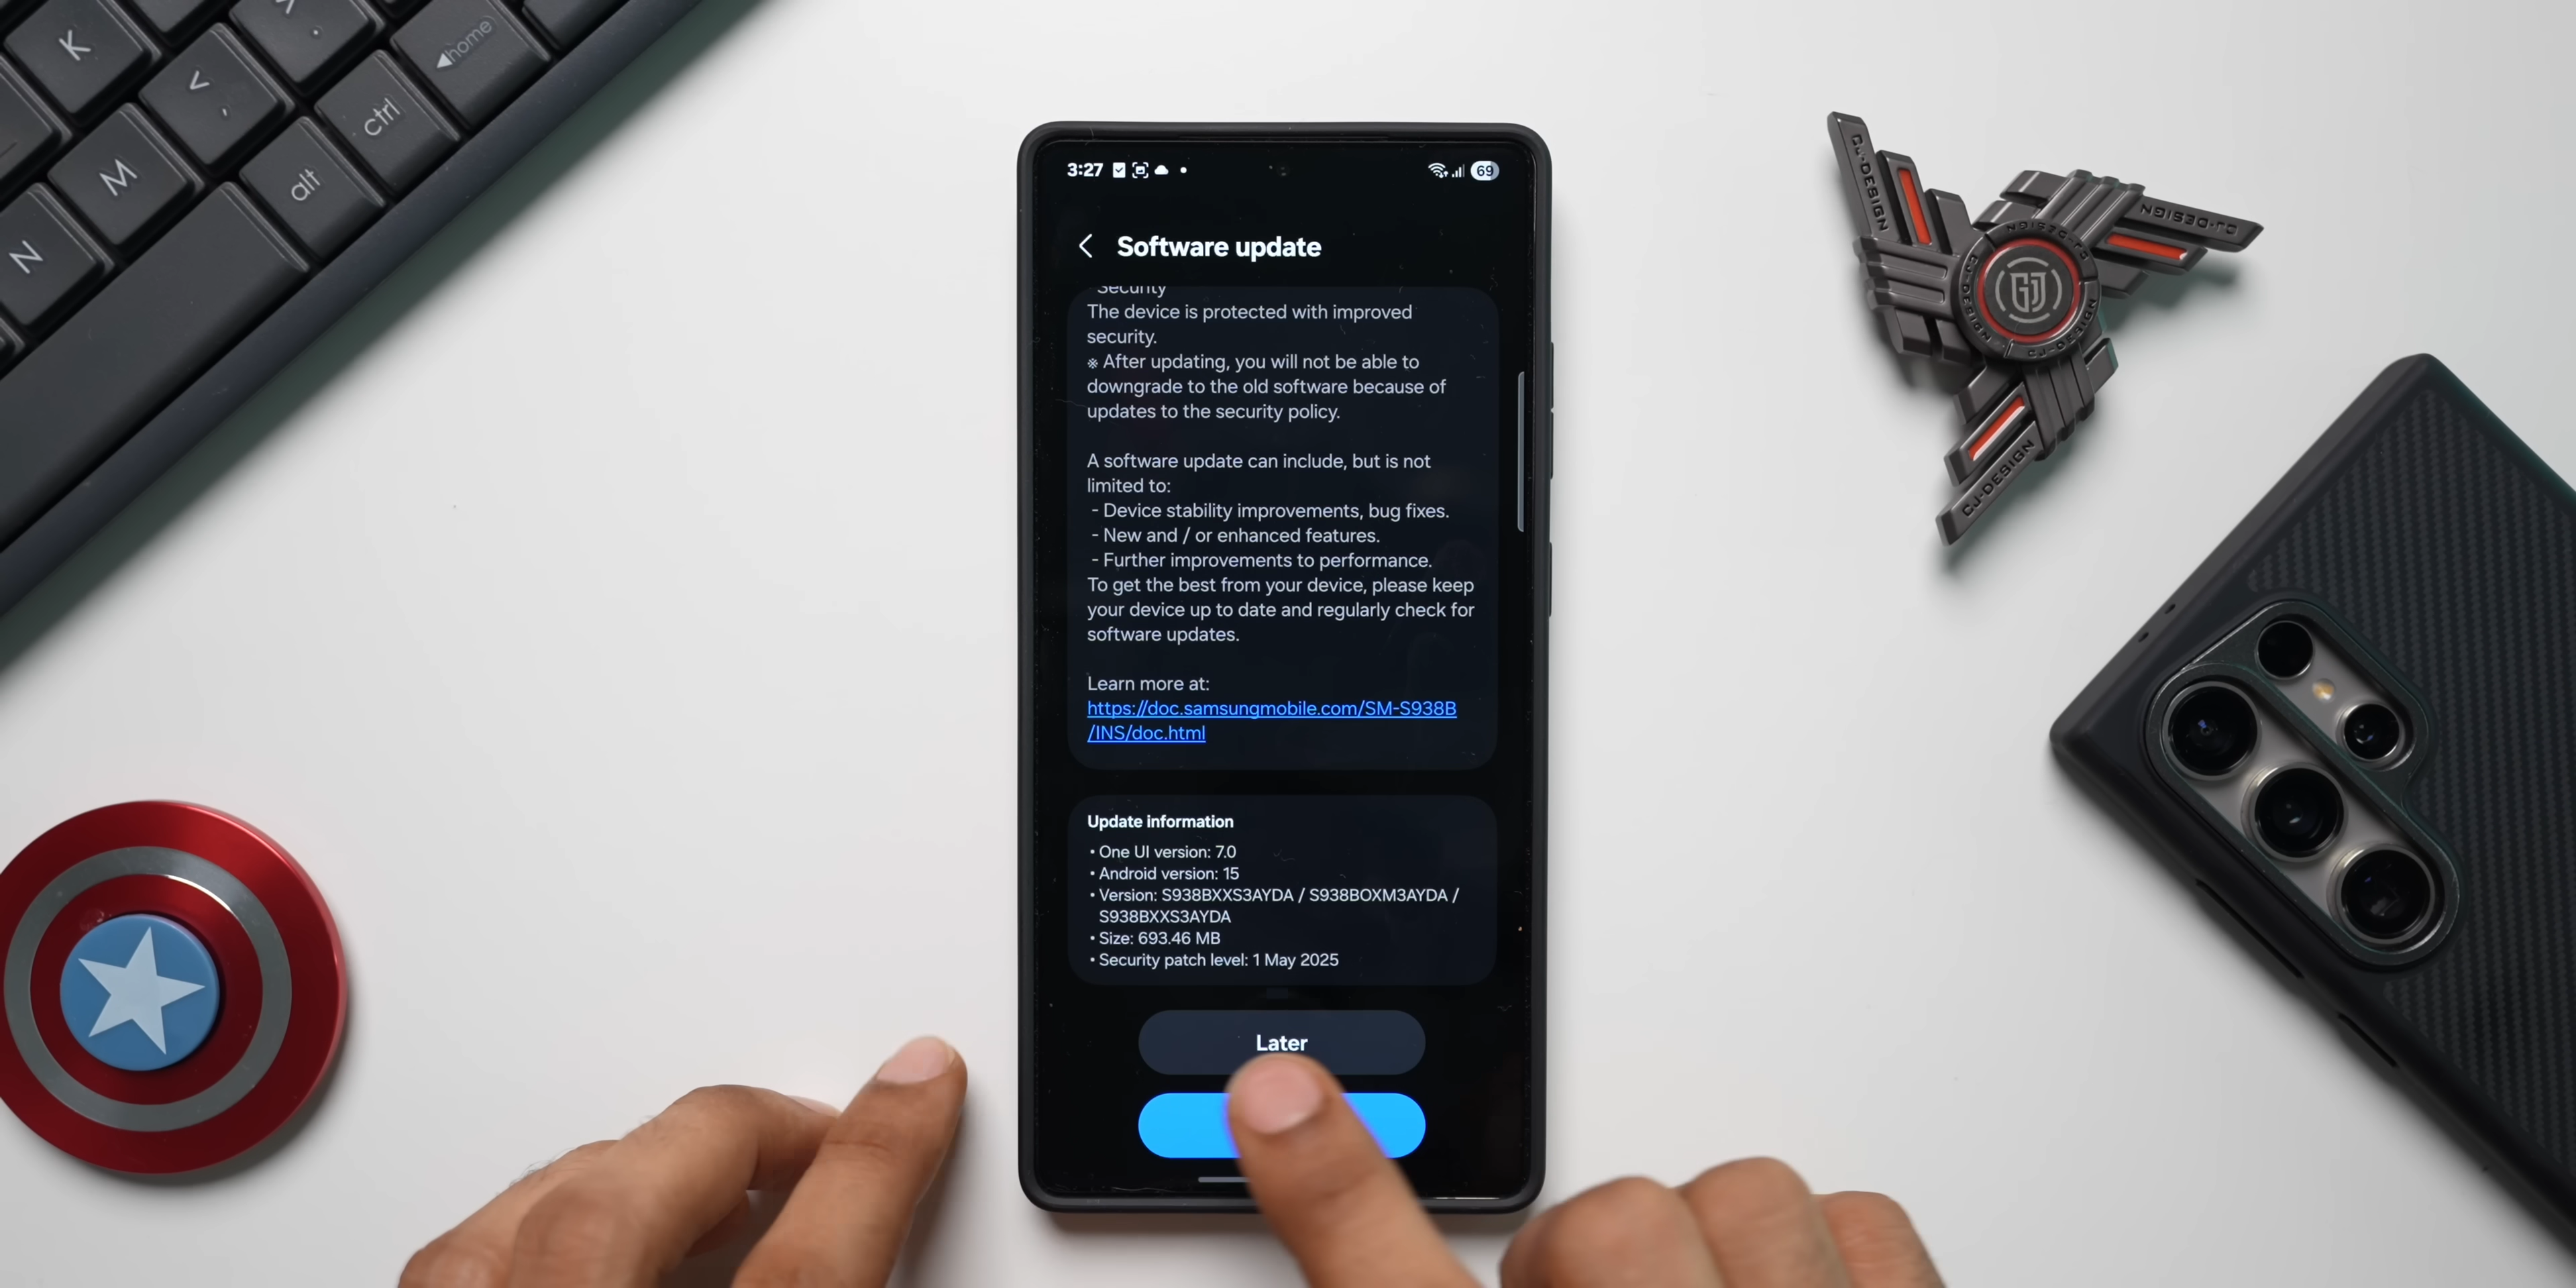 K
<
,
home
M
ctrl
alt
N
3:27
69
Software update
Security
The device is protected with improved
security.
※ After updating, you will not be able to
downgrade to the old software because of
updates to the security policy.
A software update can include, but is not
limited to:
- Device stability improvements, bug fixes.
- New and / or enhanced features.
- Further improvements to performance.
To get the best from your device, please keep
your device up to date and regularly check for
software updates.
Learn more at:
https://doc.samsungmobile.com/SM-S938B
/INS/doc.html
Update information
• One UI version: 7.0
• Android version: 15
• Version: S938BXXS3AYDA / S938BOXM3AYDA /
S938BXXS3AYDA
• Size: 693.46 MB
• Security patch level: 1 May 2025
Later
CJ-DESIGN
CJ-DESIGN
CJ-DESIGN